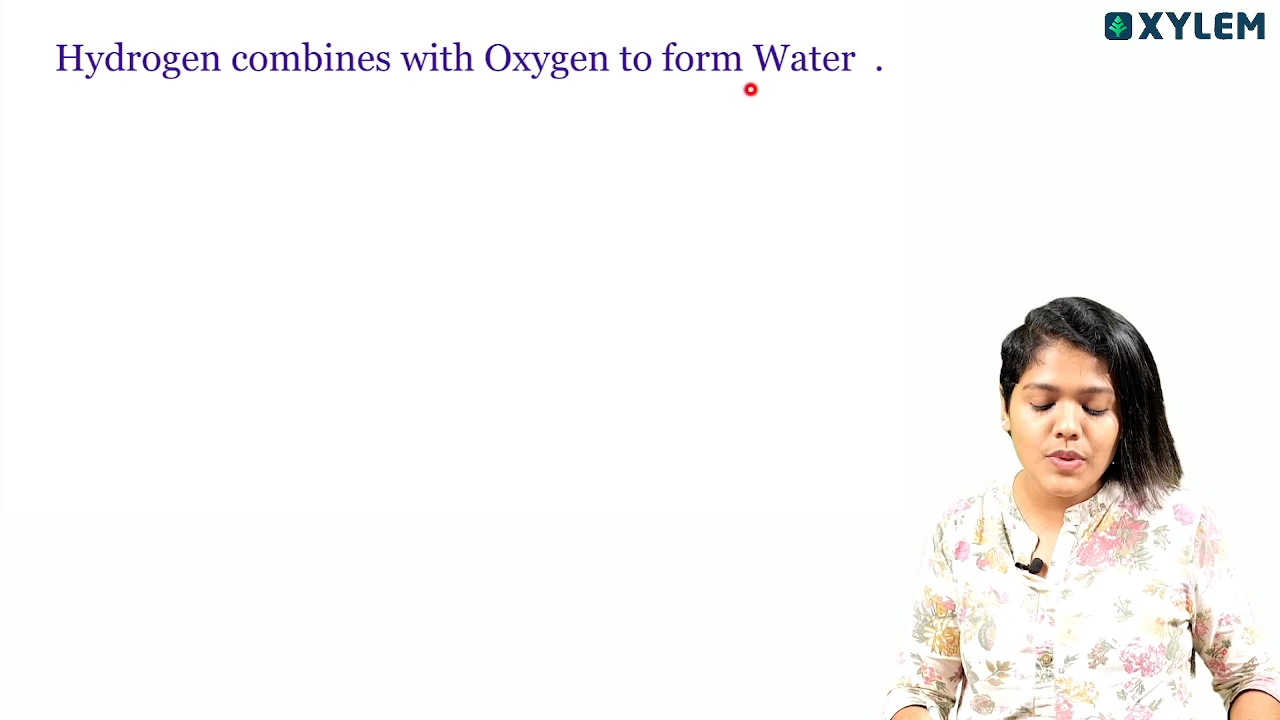 XYLEM
Hydrogen combines with Oxygen to form Water .